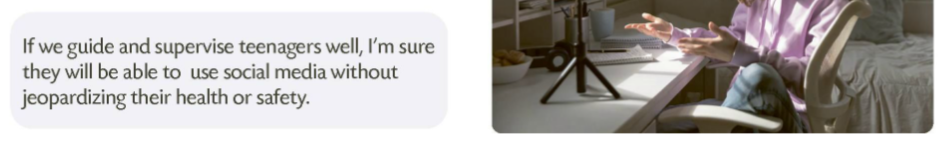 If we guide and supervise teenagers well, I'm sure
they will be able to use social media without
jeopardizing their health or safety.